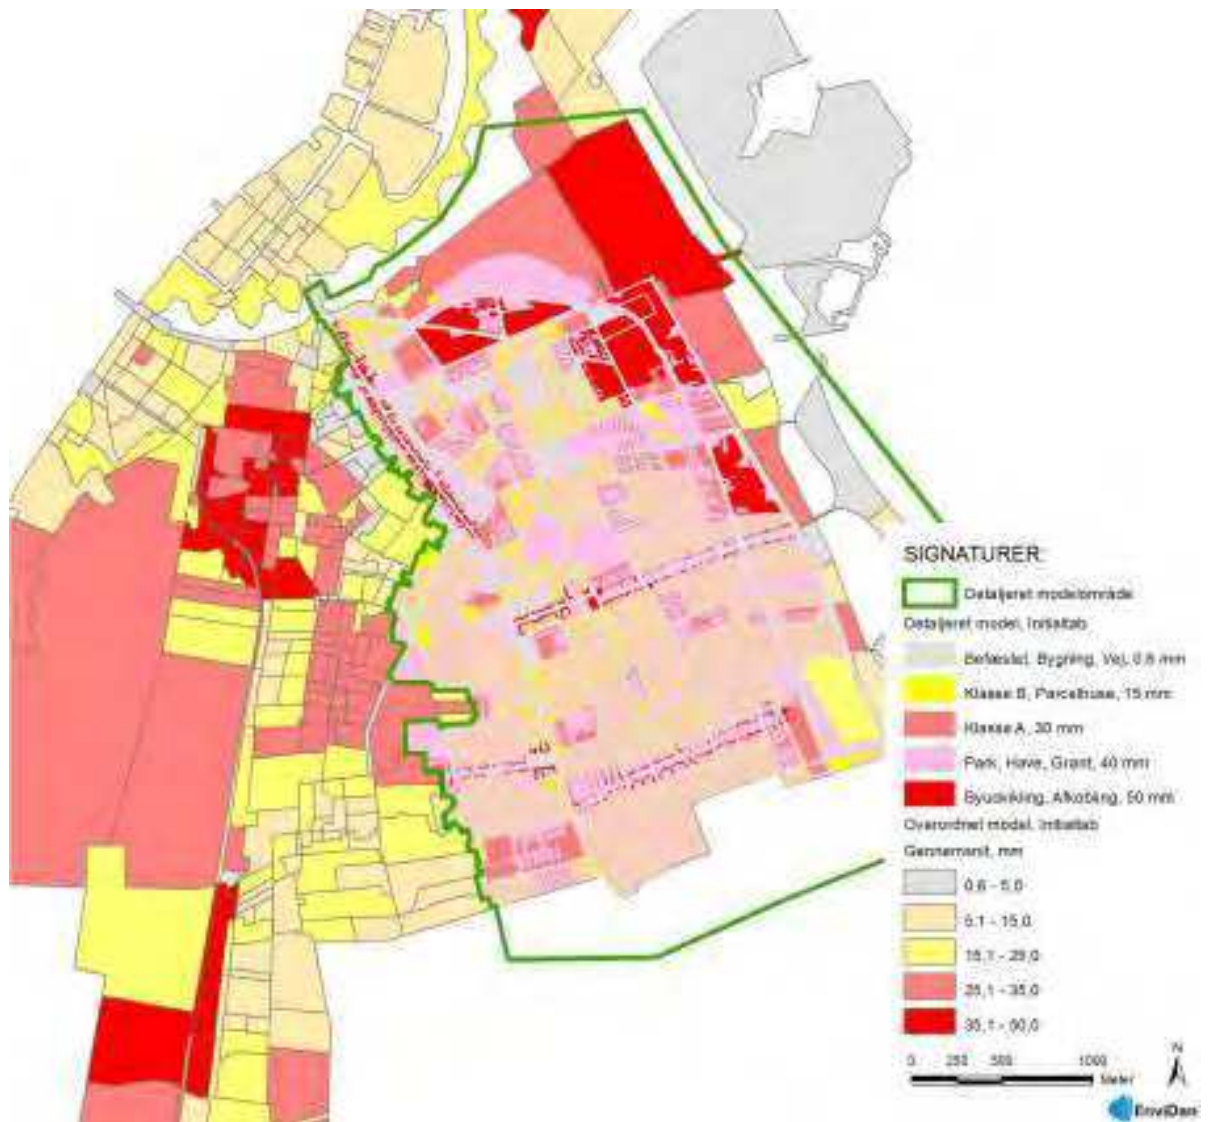 SIGNATURER:
Detaljeret modelområde
Detaljeret model, Initialtab
Befæstet, Bygning, Vej, 0.6 mm
Klasse B, Parcelhuse, 15 mm
Klasse A, 30 mm
Park, Have, Grønt, 40 mm
Byudvikling, Afkobling, 50 mm
Overordnet model, Initialtab
Gennemsnit, mm
0,6 - 5,0
5,1 - 15,0
15,1 - 25,0
25,1 - 35,0
35,1 - 50,0
N
0 250 500 1000
Meter
EnviDan